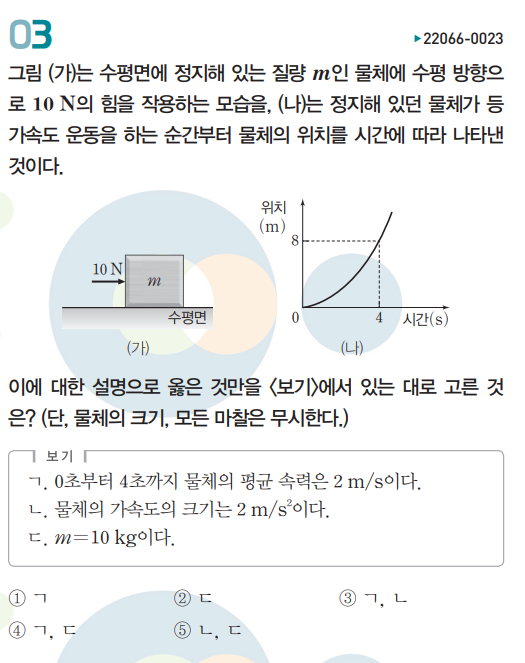 03
▶22066-0023
그림 (가)는 수평면에 정지해 있는 질량 m인 물체에 수평 방향으
로 10 N의 힘을 작용하는 모습을, (나)는 정지해 있던 물체가 등
가속도 운동을 하는 순간부터 물체의 위치를 시간에 따라 나타낸
것이다.
위치
(m)
8
10 N
m
수평면
0
4
시간(s)
(가)
(나)
이에 대한 설명으로 옳은 것만을 〈보기〉에서 있는 대로 고른 것
은? (단, 물체의 크기, 모든 마찰은 무시한다.)
보기
ㄱ. 0초부터 4초까지 물체의 평균 속력은 2 m/s이다.
ㄴ. 물체의 가속도의 크기는 2 m/s²이다.
ㄷ. m=10 kg이다.
① ㄱ ② ㄷ ③ ㄱ, ㄴ
④ ㄱ, ㄷ ⑤ ㄴ, ㄷ